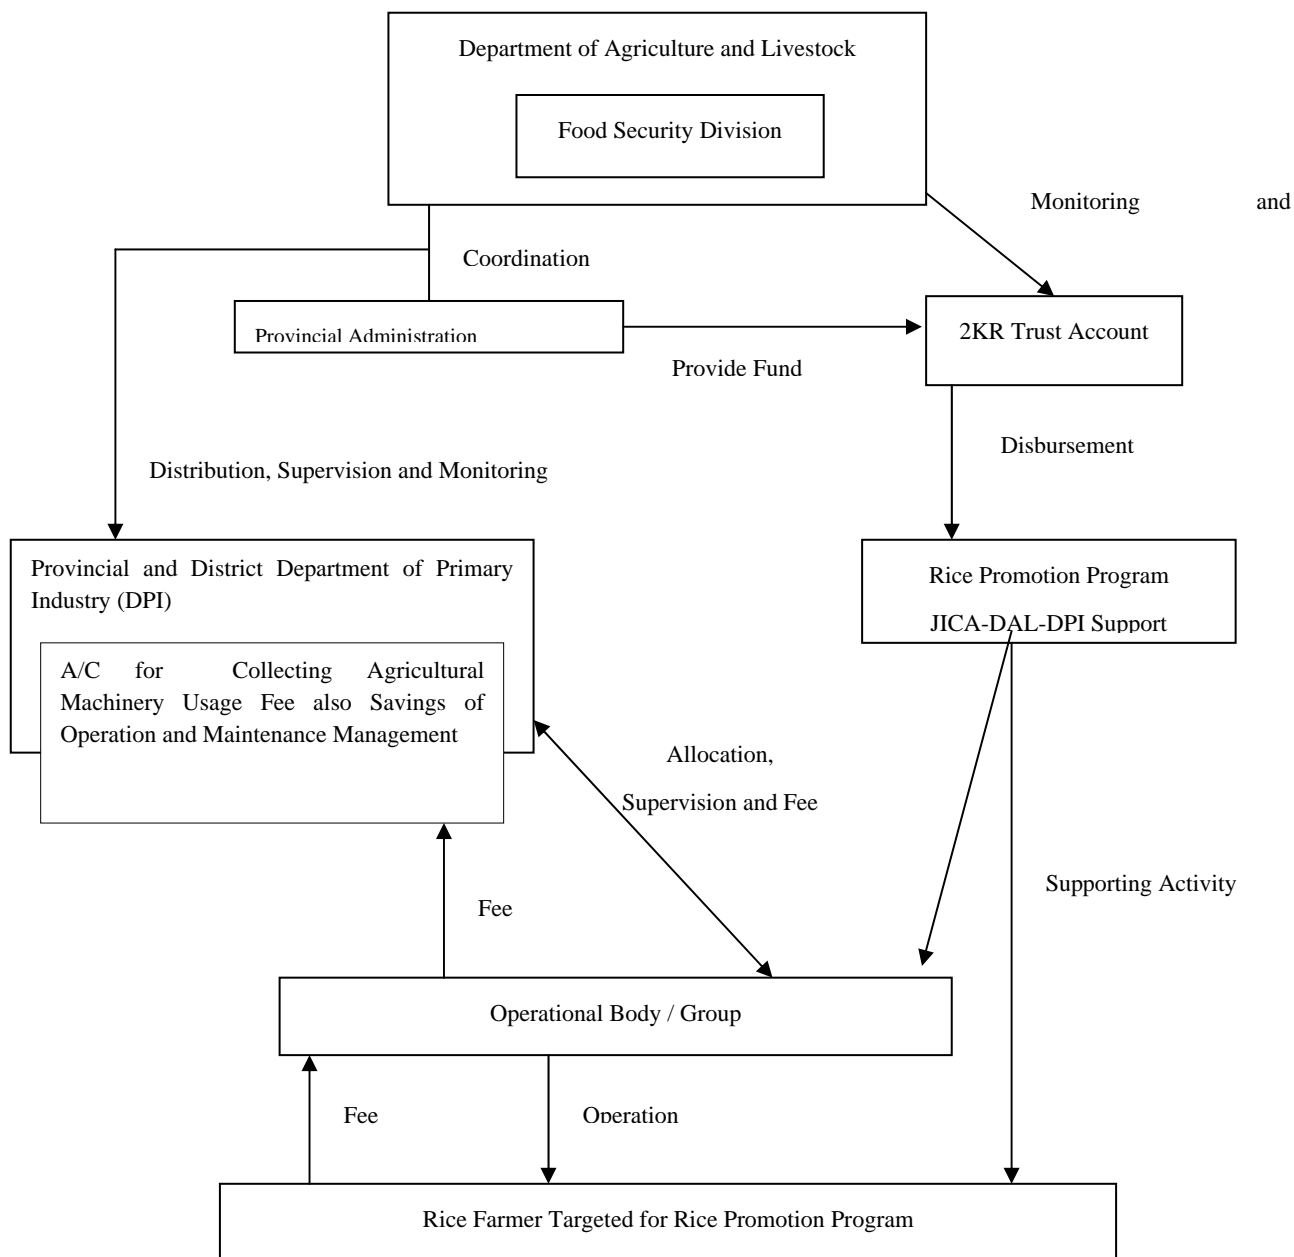 Department of Agriculture and Livestock
Food Security Division
Monitoring and
Coordination
Provincial Administration
2KR Trust Account
Provide Fund
Disbursement
Distribution, Supervision and Monitoring
Provincial and District Department of Primary
Industry (DPI)
Rice Promotion Program
JICA-DAL-DPI Support
A/C for Collecting Agricultural
Machinery Usage Fee also Savings of
Operation and Maintenance Management
Allocation,
Supervision and Fee
Supporting Activity
Fee
Operational Body / Group
Fee
Operation
Rice Farmer Targeted for Rice Promotion Program